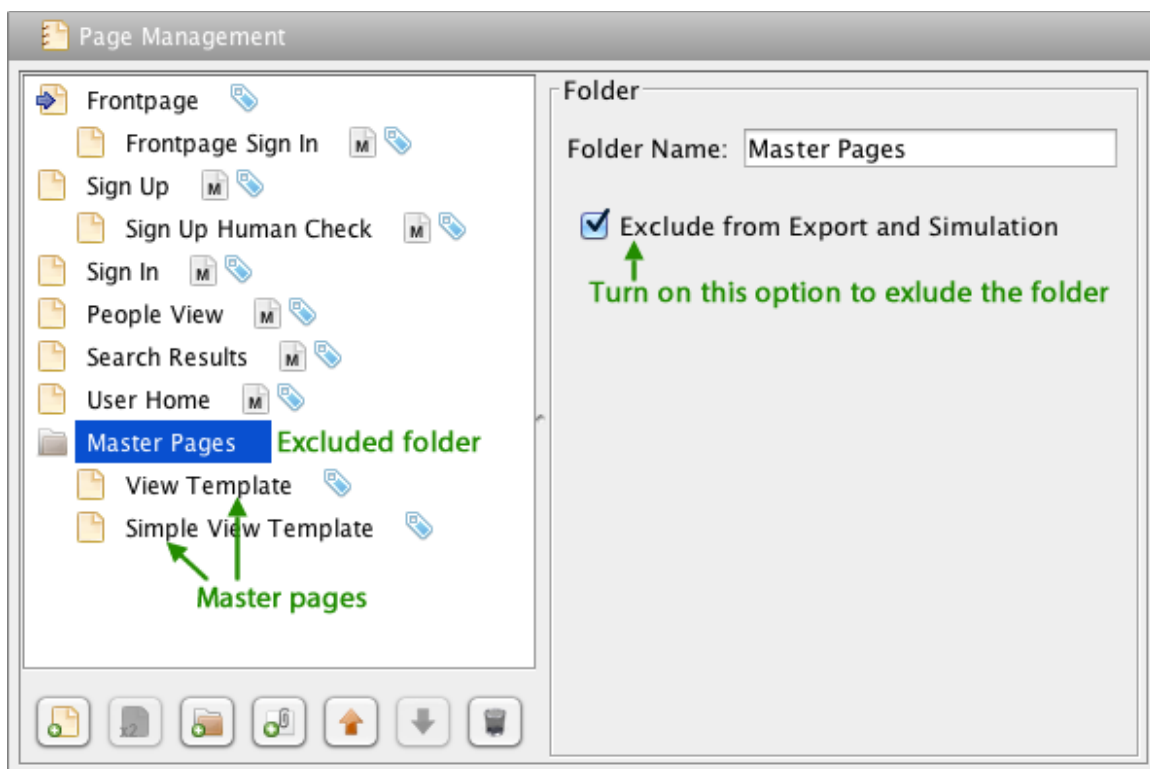 Page Management
Frontpage
Frontpage Sign In M
Sign Up M
Sign Up Human Check M
Sign In M
People View M
Search Results M
User Home M
Master Pages Excluded folder
View Template
Simple View Template
Master pages
x2
Folder
Folder Name: Master Pages
Exclude from Export and Simulation
Turn on this option to exlude the folder